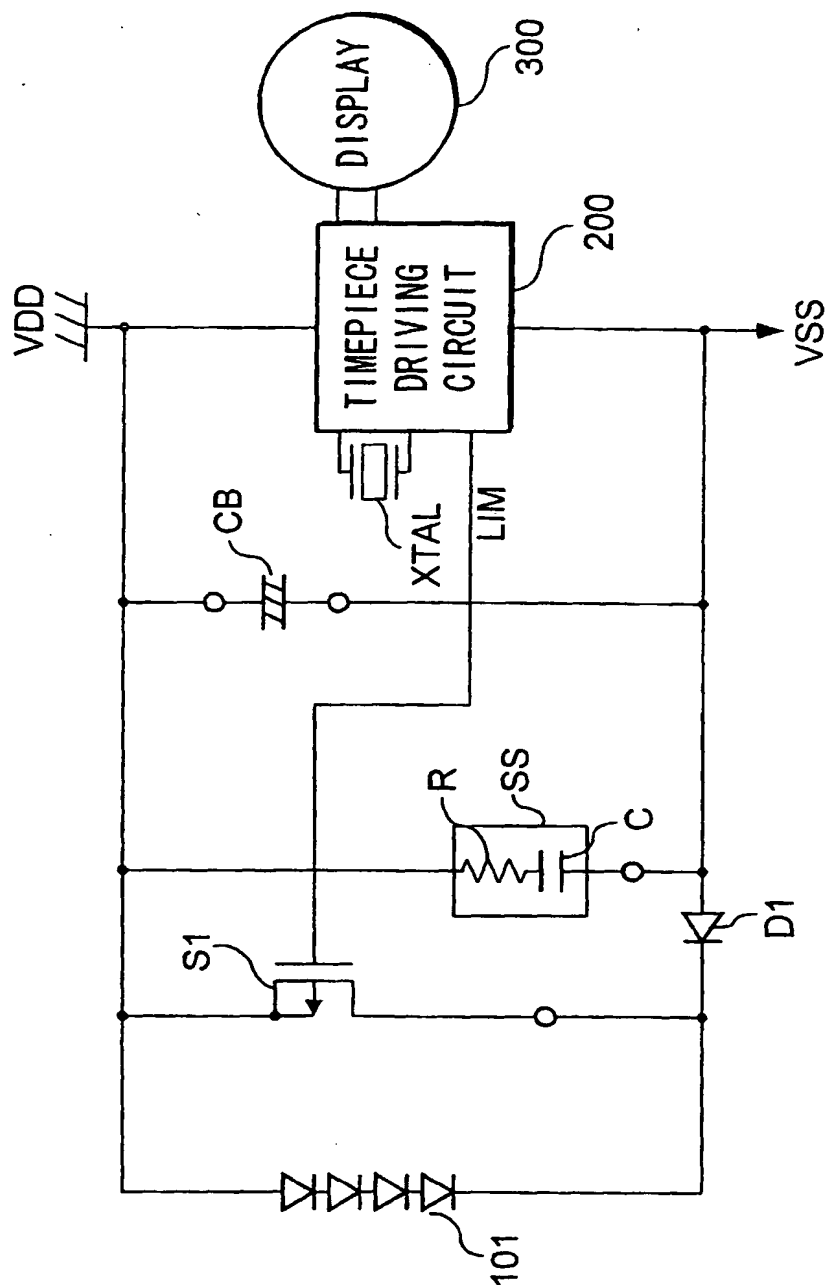 VDD
CB
XTAL
LIM
TIMEPIECE
DRIVING
CIRCUIT
DISPLAY
300
200
S1
R
SS
C
D1
101
VSS